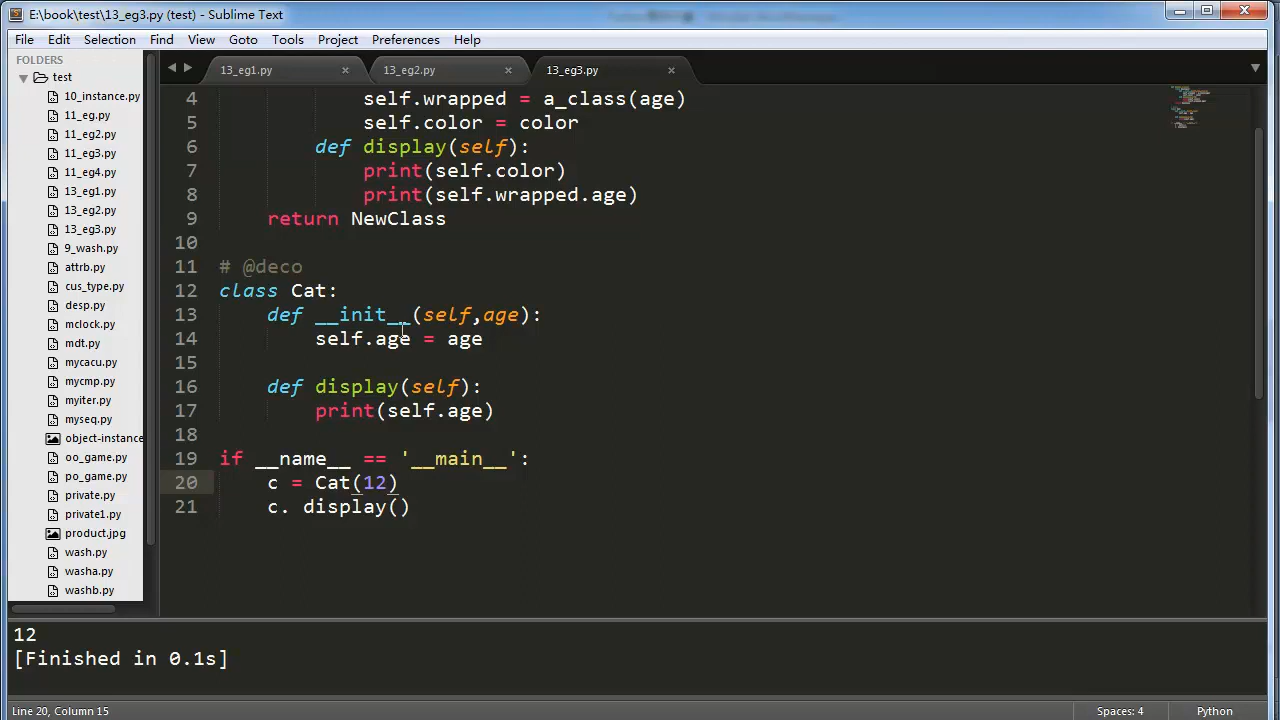 E:\book\test\13_eg3.py (test) - Sublime Text
File Edit Selection Find View Goto Tools Project Preferences Help
FOLDERS
test
10_instance.py
11_eg.py
11_eg2.py
11_eg3.py
11_eg4.py
13_eg1.py
13_eg2.py
13_eg3.py
9_wash.py
attrb.py
cus_type.py
desp.py
mclock.py
mdt.py
mycacu.py
mycmp.py
myiter.py
myseq.py
object-instance
oo_game.py
po_game.py
private.py
private1.py
product.jpg
wash.py
washa.py
washb.py
13_eg1.py 13_eg2.py 13_eg3.py
4 self.wrapped = a_class(age)
5 self.color = color
6 def display(self):
7 print(self.color)
8 print(self.wrapped.age)
9 return NewClass
10
11 # @deco
12 class Cat:
13 def __init__(self,age):
14 self.age = age
15
16 def display(self):
17 print(self.age)
18
19 if __name__ == '__main__':
20 c = Cat(12)
21 c. display()
12
[Finished in 0.1s]
Line 20, Column 15 Spaces: 4 Python